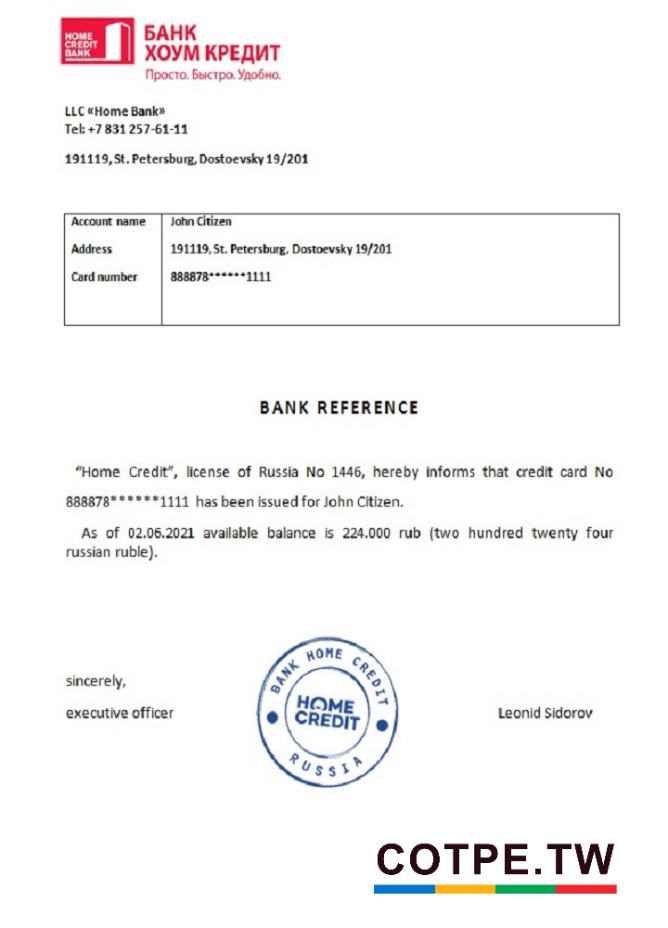 HOME
CREDIT
BANK
БАНК
ХОУМ КРЕДИТ
Просто. Быстро. Удобно.
LLC «Home Bank»
Tel: +7 831 257-61-11
191119, St. Petersburg, Dostoevsky 19/201
Account name John Citizen
Address 191119, St. Petersburg, Dostoevsky 19/201
Card number 888878******1111
BANK REFERENCE
“Home Credit”, license of Russia No 1446, hereby informs that credit card No
888878******1111 has been issued for John Citizen.
As of 02.06.2021 available balance is 224.000 rub (two hundred twenty four
russian ruble).
sincerely,
executive officer
BANK HOME CREDIT
HOME
CREDIT
RUSSIA
Leonid Sidorov
COTPE.TW